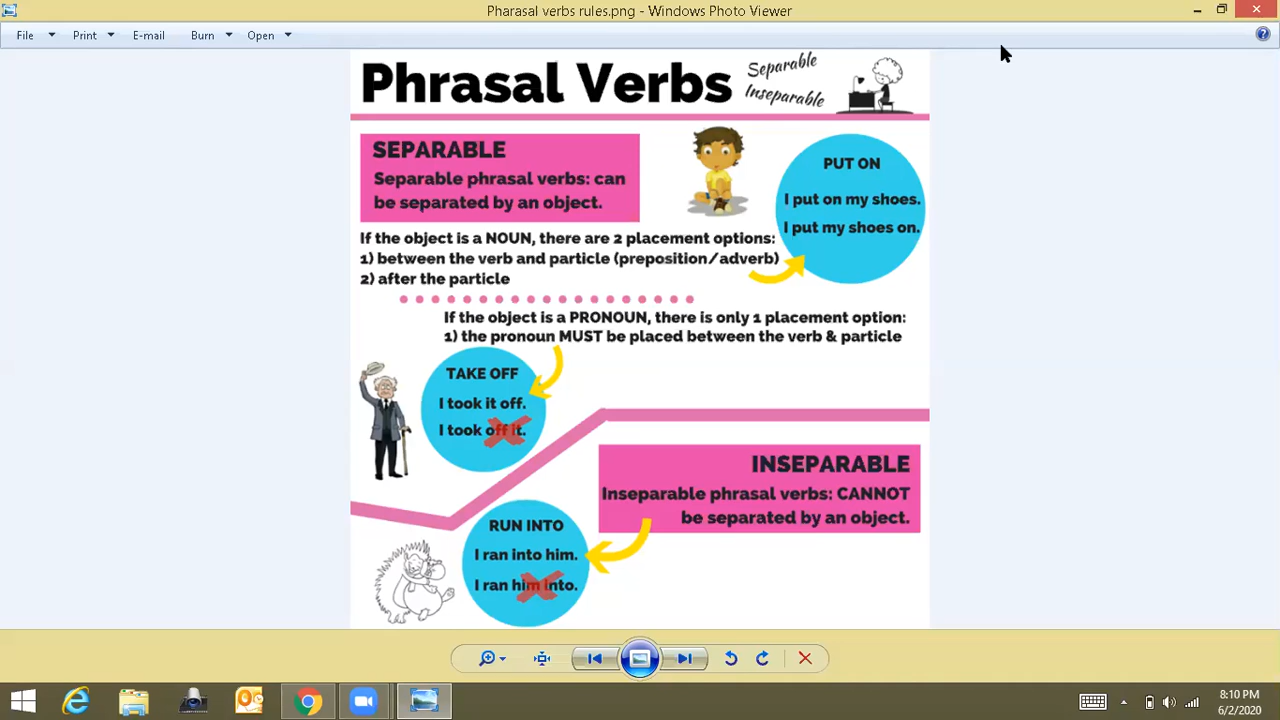 Pharasal verbs rules.png - Windows Photo Viewer
File Print E-mail Burn Open
Phrasal Verbs
Separable
Inseparable
SEPARABLE
Separable phrasal verbs: can
be separated by an object.
PUT ON
I put on my shoes.
I put my shoes on.
If the object is a NOUN, there are 2 placement options:
1) between the verb and particle (preposition/adverb)
2) after the particle
If the object is a PRONOUN, there is only 1 placement option:
1) the pronoun MUST be placed between the verb & particle
TAKE OFF
I took it off.
I took off it.
INSEPARABLE
Inseparable phrasal verbs: CANNOT
be separated by an object.
RUN INTO
I ran into him.
I ran him into.
8:10 PM
6/2/2020